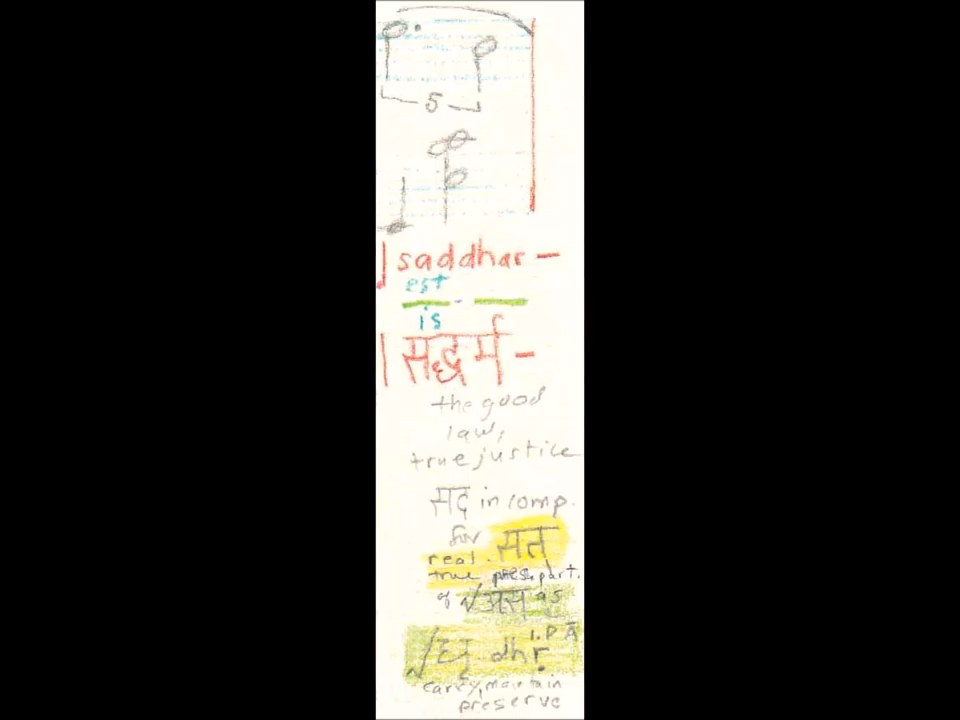 5
saddhar –
est
is
सद्धर्म –
the good
law,
true justice
सद् in comp.
for सत्
real.
true pres. part.
of √अस् as
1. P Ā
√धृ dhṛ
carry, maintain
preserve